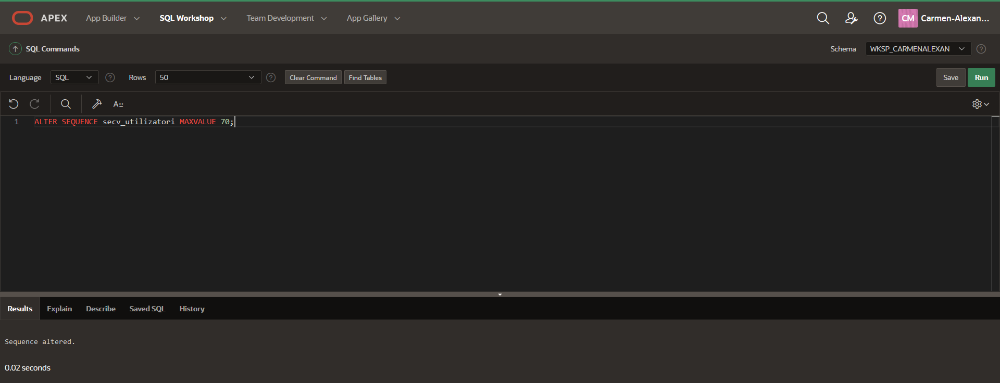 APEX App Builder SQL Workshop Team Development App Gallery CM Carmen-Alexan...
SQL Commands Schema WKSP_CARMENALEXAN
Language SQL Rows 50 Clear Command Find Tables Save Run
A::
1 ALTER SEQUENCE secv_utilizatori MAXVALUE 70;
Results Explain Describe Saved SQL History
Sequence altered.
0.02 seconds